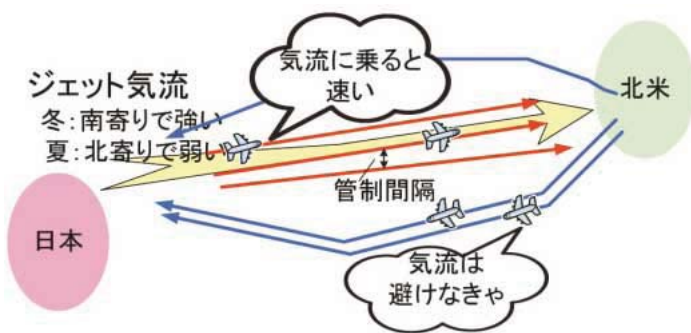 気流に乗ると
速い
ジェット気流
冬:南寄りで強い
夏:北寄りで弱い
北米
管制間隔
日本
気流は
避けなきゃ